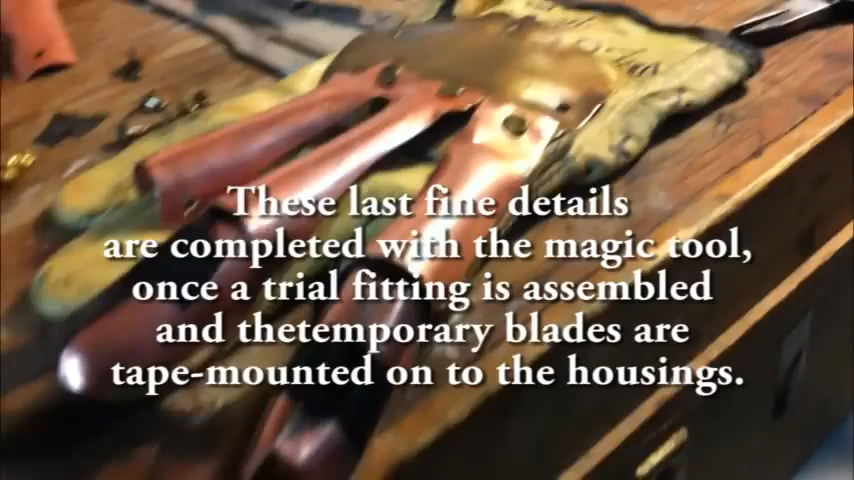 These last fine details
are completed with the magic tool,
once a trial fitting is assembled
and thetemporary blades are
tape-mounted on to the housings.